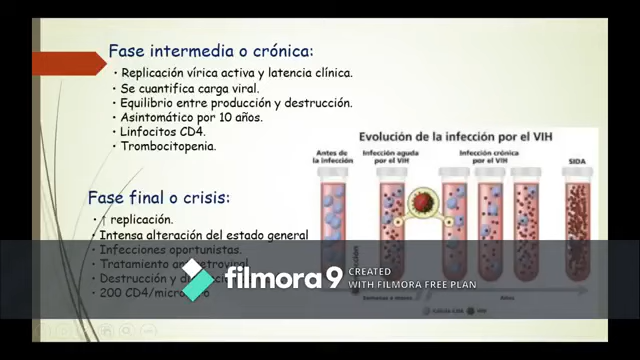 Fase intermedia o crónica:
• Replicación vírica activa y latencia clínica.
• Se cuantifica carga viral.
• Equilibrio entre producción y destrucción.
• Asintomático por 10 años.
• Linfocitos CD4.
• Trombocitopenia.
Fase final o crisis:
• ↑ replicación.
• Intensa alteración del estado general
• Infecciones oportunistas.
• Tratamiento
• Destrucción y
• 200 CD4/
Evolución de la infección por el VIH
Antes de
la infección
Infección aguda
por el VIH
Infección crónica
por el VIH
SIDA
Años
filmora9
CREATED
WITH FILMORA FREE PLAN